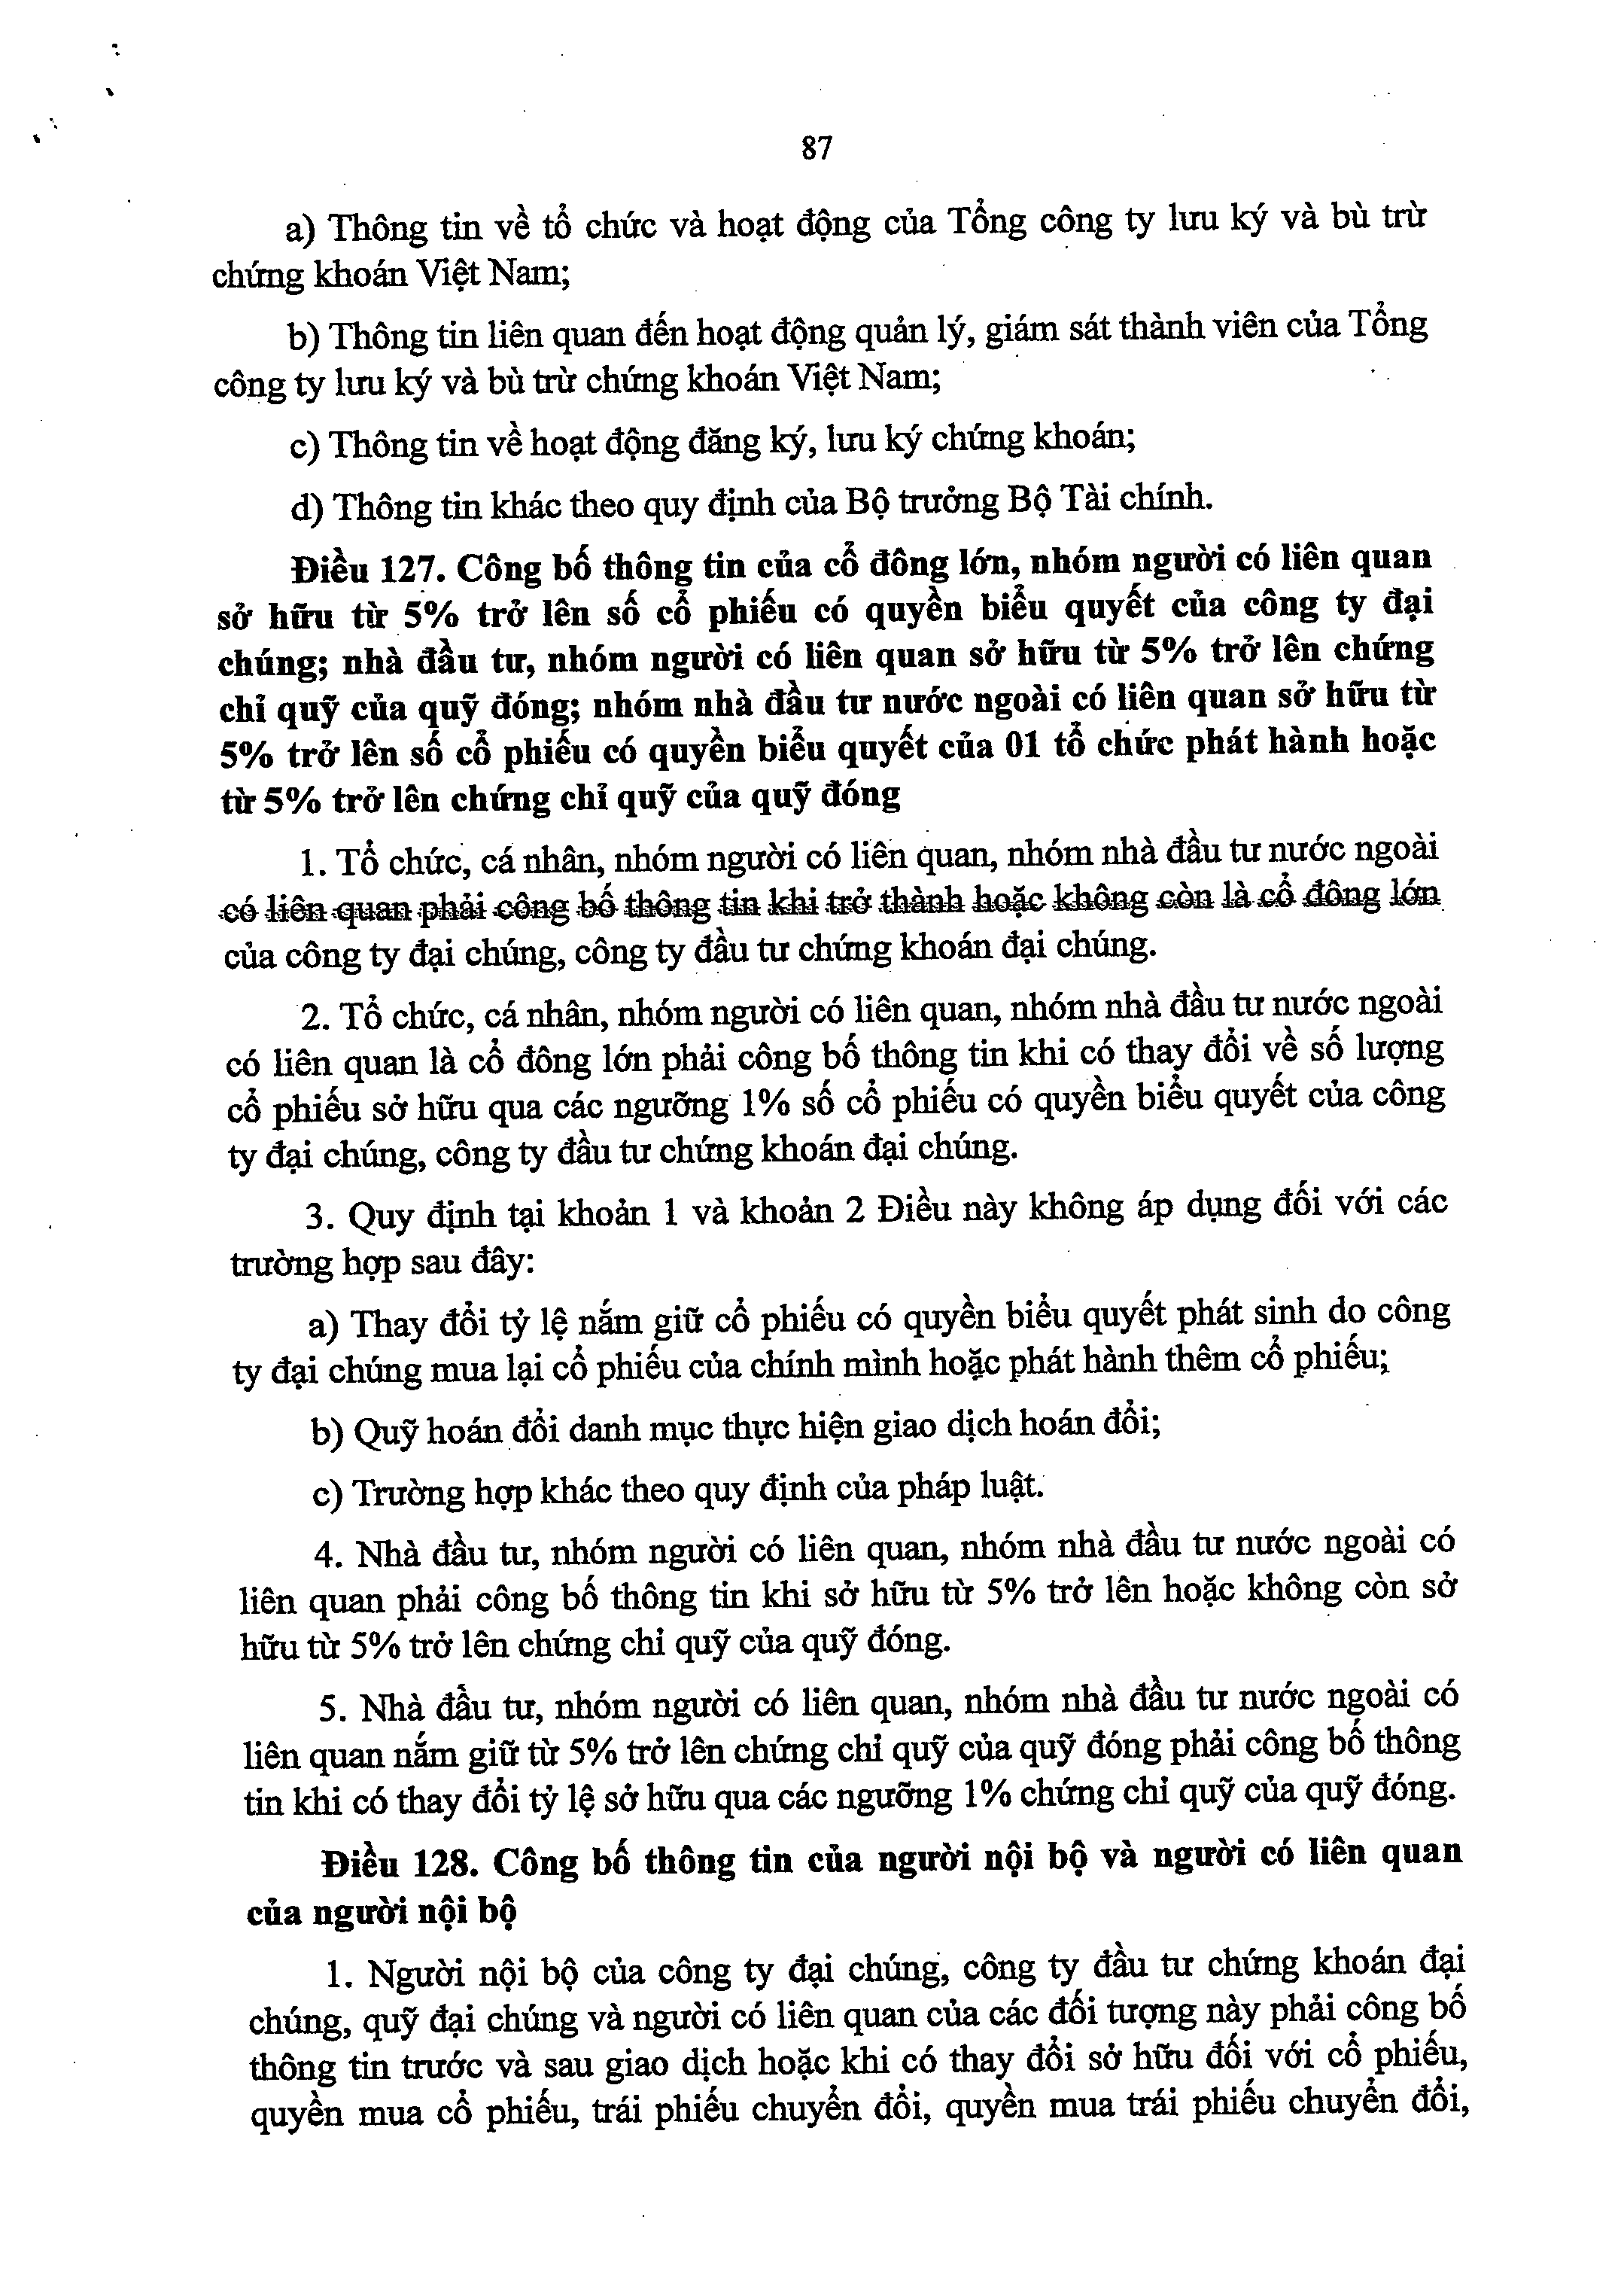 87
a) Thông tin về tổ chức và hoạt động của Tổng công ty lưu ký và bù trừ
chứng khoán Việt Nam;
b) Thông tin liên quan đến hoạt động quản lý, giám sát thành viên của Tổng
công ty lưu ký và bù trừ chứng khoán Việt Nam;
c) Thông tin về hoạt động đăng ký, lưu ký chứng khoán;
d) Thông tin khác theo quy định của Bộ trưởng Bộ Tài chính.
Điều 127. Công bố thông tin của cổ đông lớn, nhóm người có liên quan
sở hữu từ 5% trở lên số cổ phiếu có quyền biểu quyết của công ty đại
chúng; nhà đầu tư, nhóm người có liên quan sở hữu từ 5% trở lên chứng
chỉ quỹ của quỹ đóng; nhóm nhà đầu tư nước ngoài có liên quan sở hữu từ
5% trở lên số cổ phiếu có quyền biểu quyết của 01 tổ chức phát hành hoặc
từ 5% trở lên chứng chỉ quỹ của quỹ đóng
1. Tổ chức, cá nhân, nhóm người có liên quan, nhóm nhà đầu tư nước ngoài
có liên quan phải công bố thông tin khi trở thành hoặc không còn là cổ đông lớn
của công ty đại chúng, công ty đầu tư chứng khoán đại chúng.
2. Tổ chức, cá nhân, nhóm người có liên quan, nhóm nhà đầu tư nước ngoài
có liên quan là cổ đông lớn phải công bố thông tin khi có thay đổi về số lượng
cổ phiếu sở hữu qua các ngưỡng 1% số cổ phiếu có quyền biểu quyết của công
ty đại chúng, công ty đầu tư chứng khoán đại chúng.
3. Quy định tại khoản 1 và khoản 2 Điều này không áp dụng đối với các
trường hợp sau đây:
a) Thay đổi tỷ lệ nắm giữ cổ phiếu có quyền biểu quyết phát sinh do công
ty đại chúng mua lại cổ phiếu của chính mình hoặc phát hành thêm cổ phiếu;
b) Quỹ hoán đổi danh mục thực hiện giao dịch hoán đổi;
c) Trường hợp khác theo quy định của pháp luật.
4. Nhà đầu tư, nhóm người có liên quan, nhóm nhà đầu tư nước ngoài có
liên quan phải công bố thông tin khi sở hữu từ 5% trở lên hoặc không còn sở
hữu từ 5% trở lên chứng chỉ quỹ của quỹ đóng.
5. Nhà đầu tư, nhóm người có liên quan, nhóm nhà đầu tư nước ngoài có
liên quan nắm giữ từ 5% trở lên chứng chỉ quỹ của quỹ đóng phải công bố thông
tin khi có thay đổi tỷ lệ sở hữu qua các ngưỡng 1% chứng chỉ quỹ của quỹ đóng.
Điều 128. Công bố thông tin của người nội bộ và người có liên quan
của người nội bộ
1. Người nội bộ của công ty đại chúng, công ty đầu tư chứng khoán đại
chúng, quỹ đại chúng và người có liên quan của các đối tượng này phải công bố
thông tin trước và sau giao dịch hoặc khi có thay đổi sở hữu đối với cổ phiếu,
quyền mua cổ phiếu, trái phiếu chuyển đổi, quyền mua trái phiếu chuyển đổi,